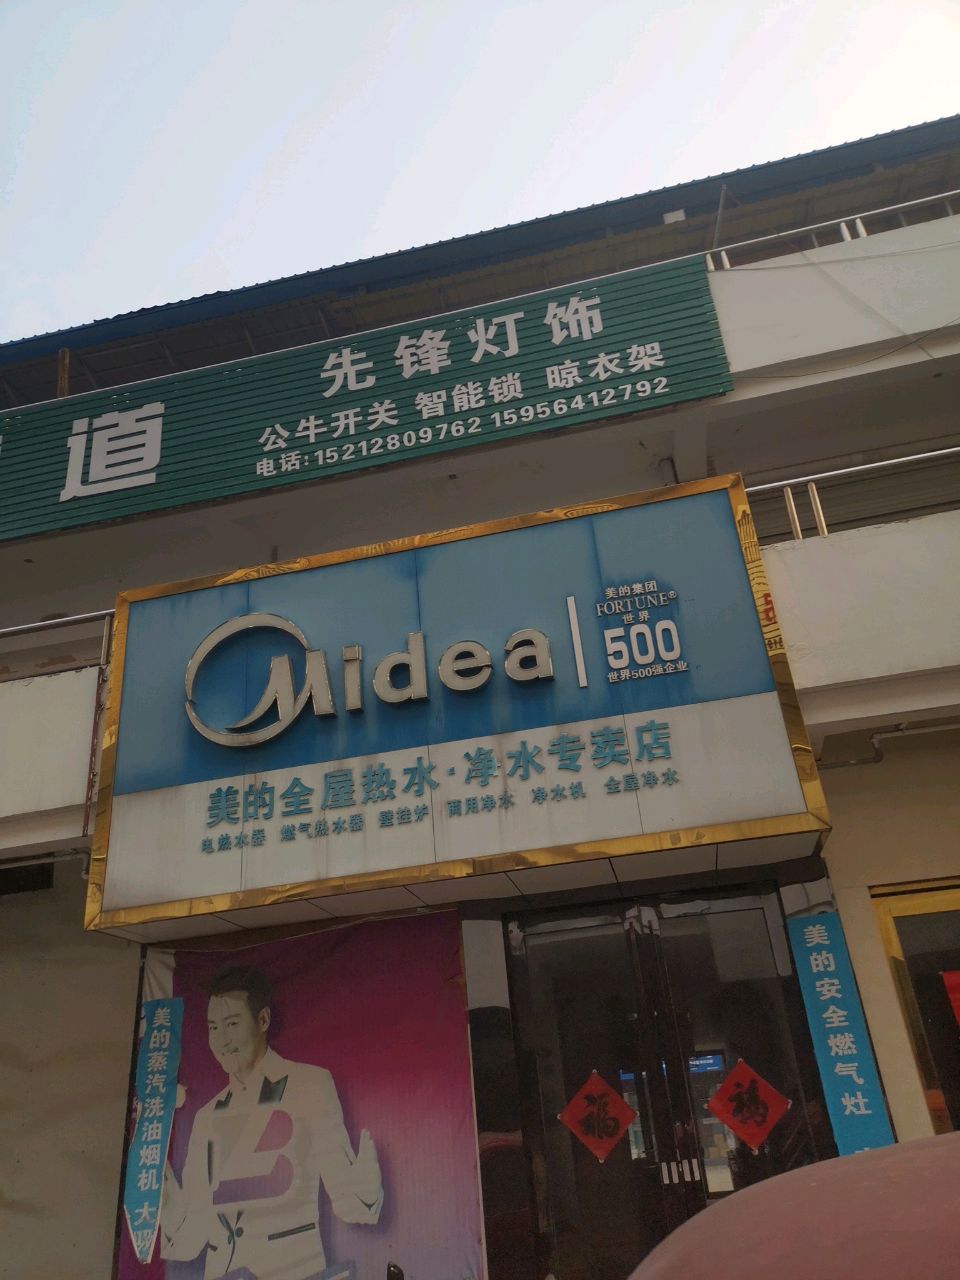 道
先锋灯饰
公牛开关 智能锁 晾衣架
电话:15212809762 15956412792
Midea
美的集团
FORTUNE®
世界
500
世界500强企业
美的全屋热水·净水专卖店
电热水器 燃气热水器 壁挂炉 商用净水 净水机 全屋净水
美的蒸汽洗油烟机 大
福
福
美的安全燃气灶